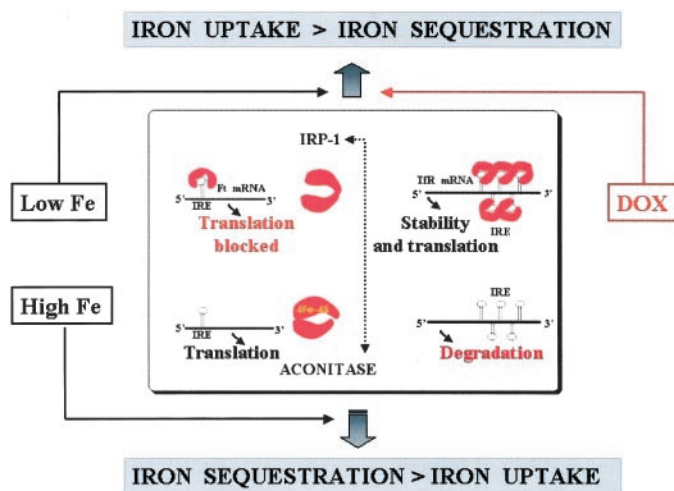 IRON UPTAKE > IRON SEQUESTRATION
Low Fe
High Fe
DOX
IRP-1
Ft mRNA
5' 3'
IRE
Translation
blocked
TfR mRNA
5' 3'
IRE
Stability
and translation
4Fe-4S
5' 3'
IRE
Translation
ACONITASE
IRE
5' 3'
Degradation
IRON SEQUESTRATION > IRON UPTAKE